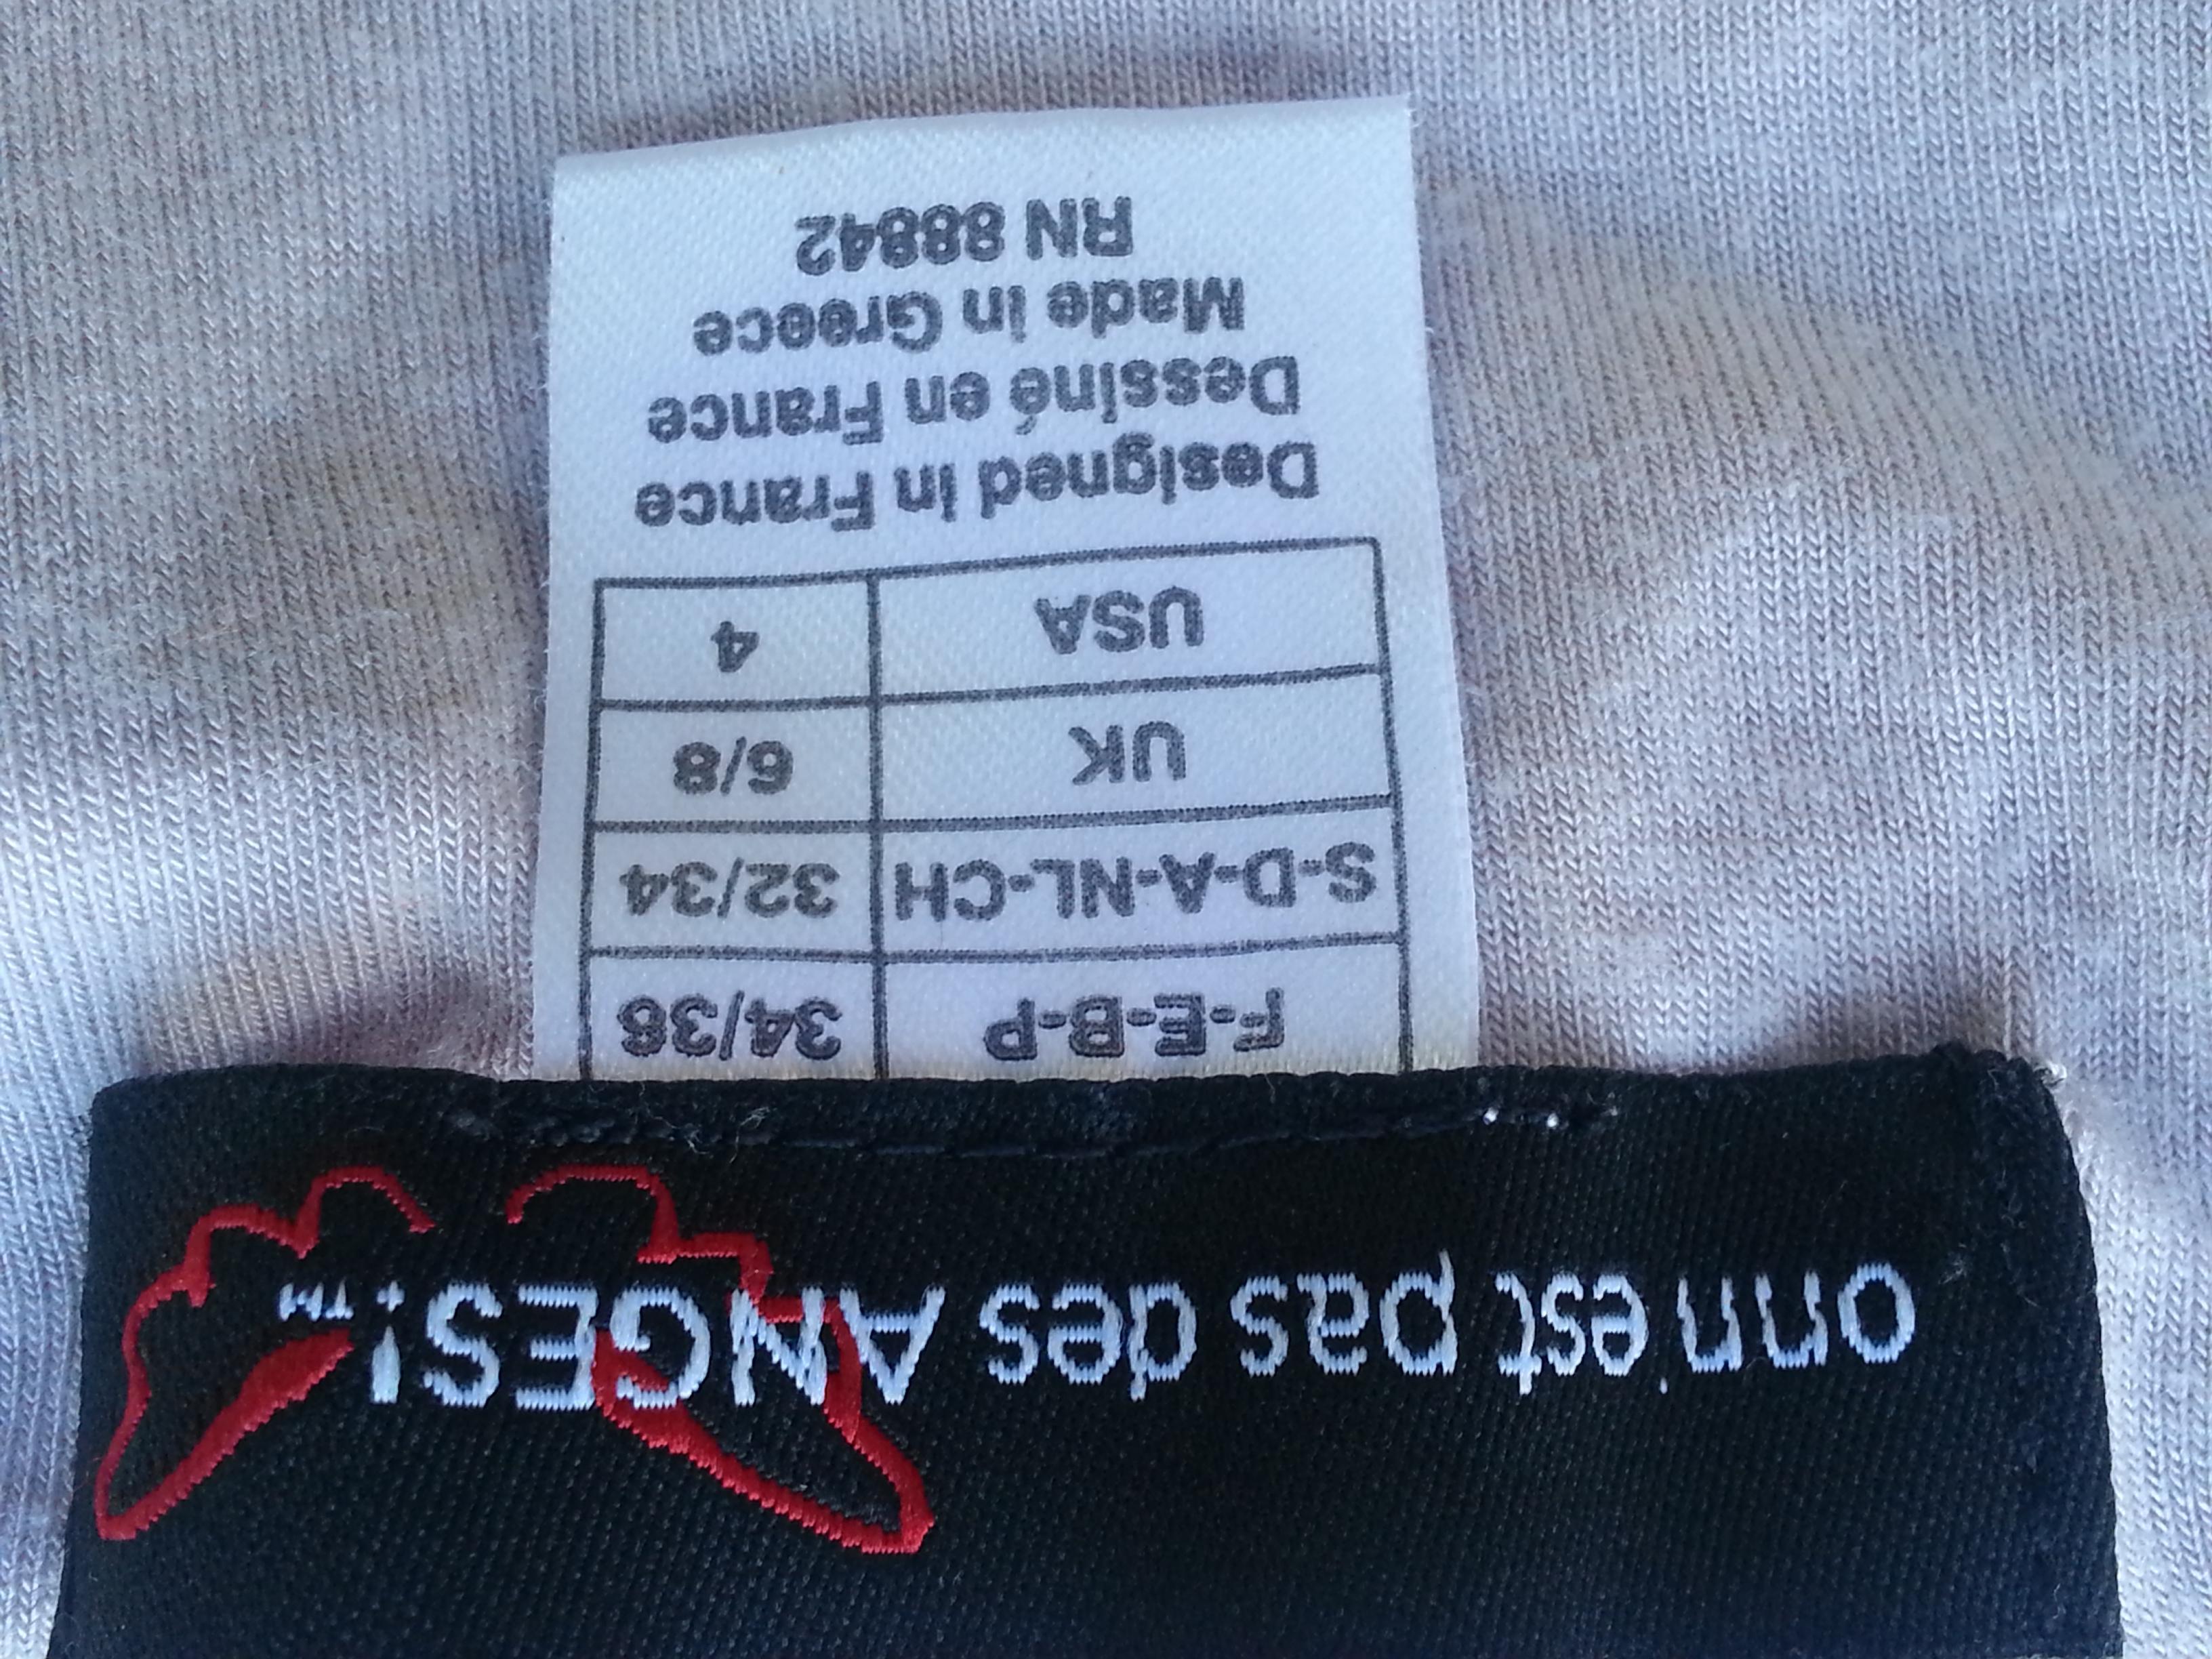 on n'est pas des ANGES!™
F-E-B-P 34/36
S-D-A-NL-CH 32/34
UK 6/8
USA 4
Designed in France
Dessiné en France
Made in Greece
RN 88842